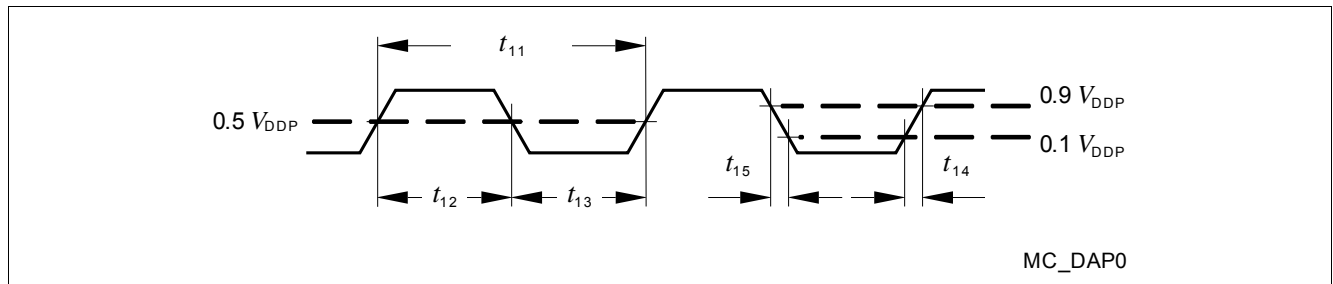 t11
0.5 VDDP
0.9 VDDP
0.1 VDDP
t15
t14
t12
t13
MC_DAP0